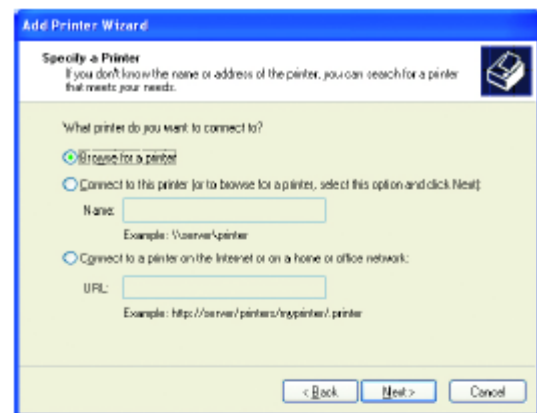 Add Printer Wizard
Specify a Printer
If you don't know the name or address of the printer, you can search for a printer
that meets your needs.
What printer do you want to connect to?
Browse for a printer
Connect to this printer (or to browse for a printer, select this option and click Next):
Name:
Example: \\server\printer
Connect to a printer on the Internet or on a home or office network:
URL:
Example: http://server/printers/myprinter/.printer
< Back
Next >
Cancel